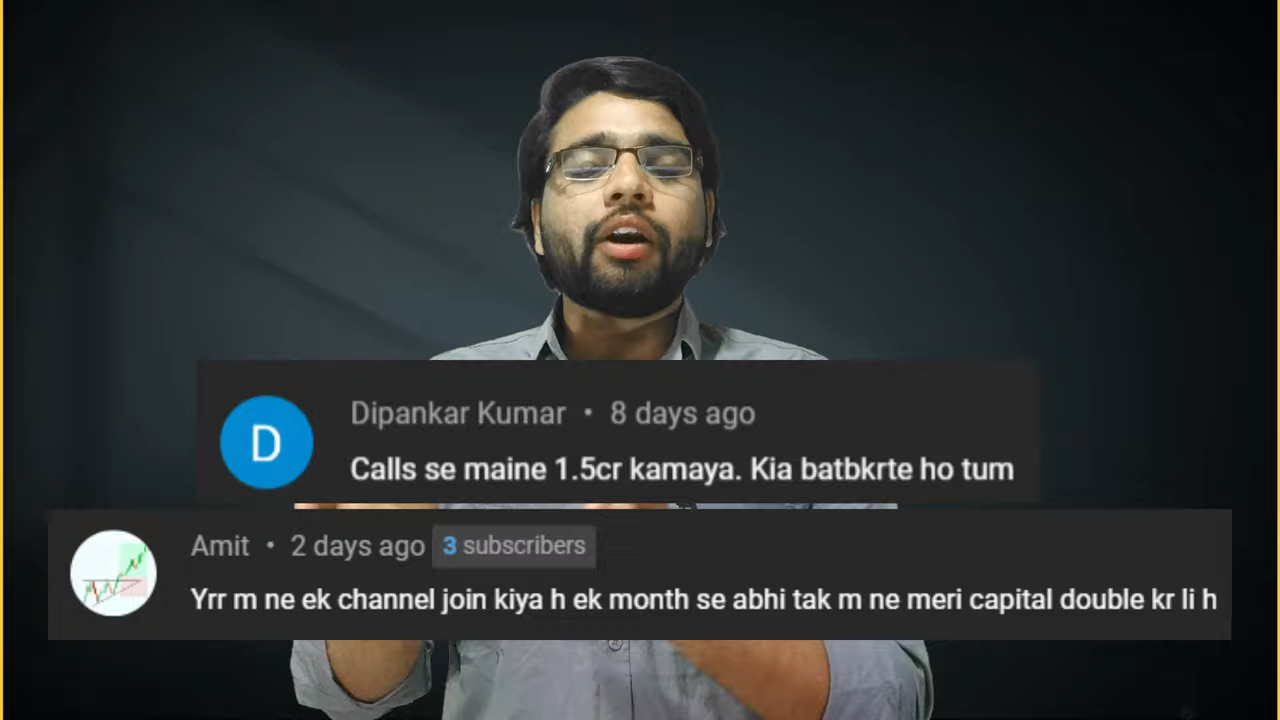 Dipankar Kumar • 8 days ago
D
Calls se maine 1.5cr kamaya. Kia batbkrte ho tum
Amit • 2 days ago 3 subscribers
Yrr m ne ek channel join kiya h ek month se abhi tak m ne meri capital double kr li h